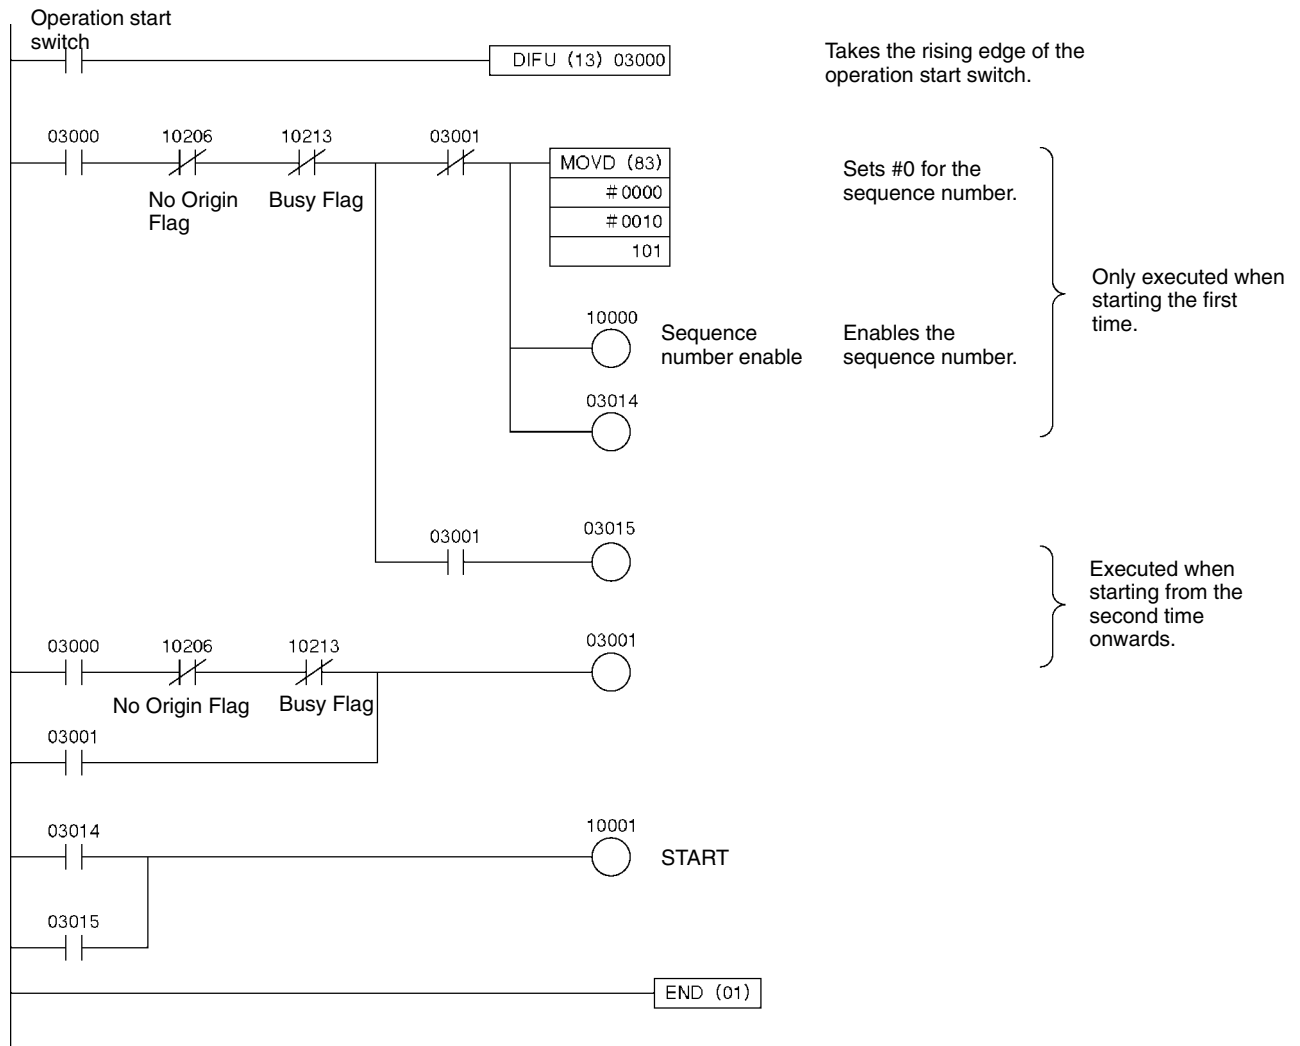 Operation start
switch
DIFU (13) 03000
Takes the rising edge of the
operation start switch.
03000 10206 10213 03001
No Origin
Flag
Busy Flag
MOVD (83)
#0000
#0010
101
Sets #0 for the
sequence number.
10000
Sequence
number enable
Enables the
sequence number.
Only executed when
starting the first
time.
03014
03001
03015
Executed when
starting from the
second time
onwards.
03000 10206 10213 03001
No Origin Flag Busy Flag
03001
03014 10001
START
03015
END (01)